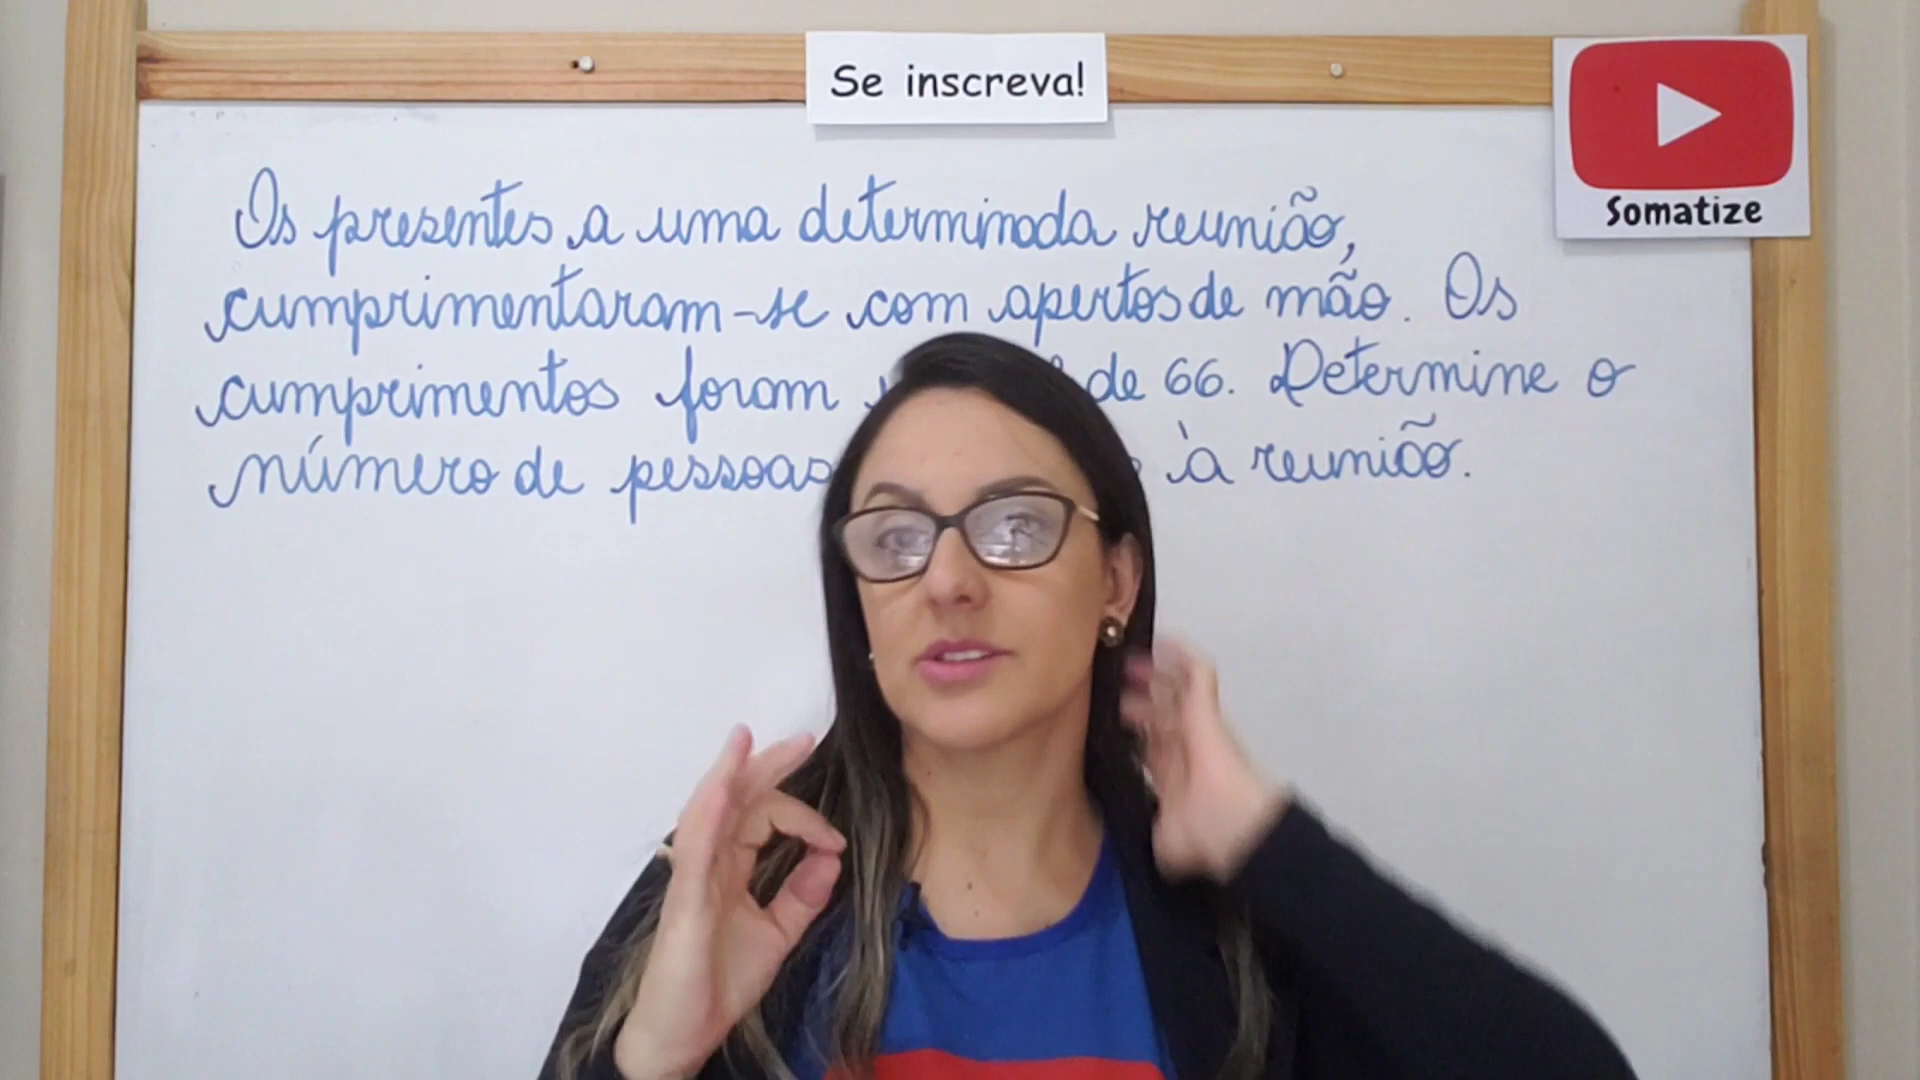 Se inscreva!
Somatize
Os presentes a uma determinada reunião,
cumprimentaram-se com apertos de mão. Os
cumprimentos foram de 66. Determine o
número de pessoas à reunião.